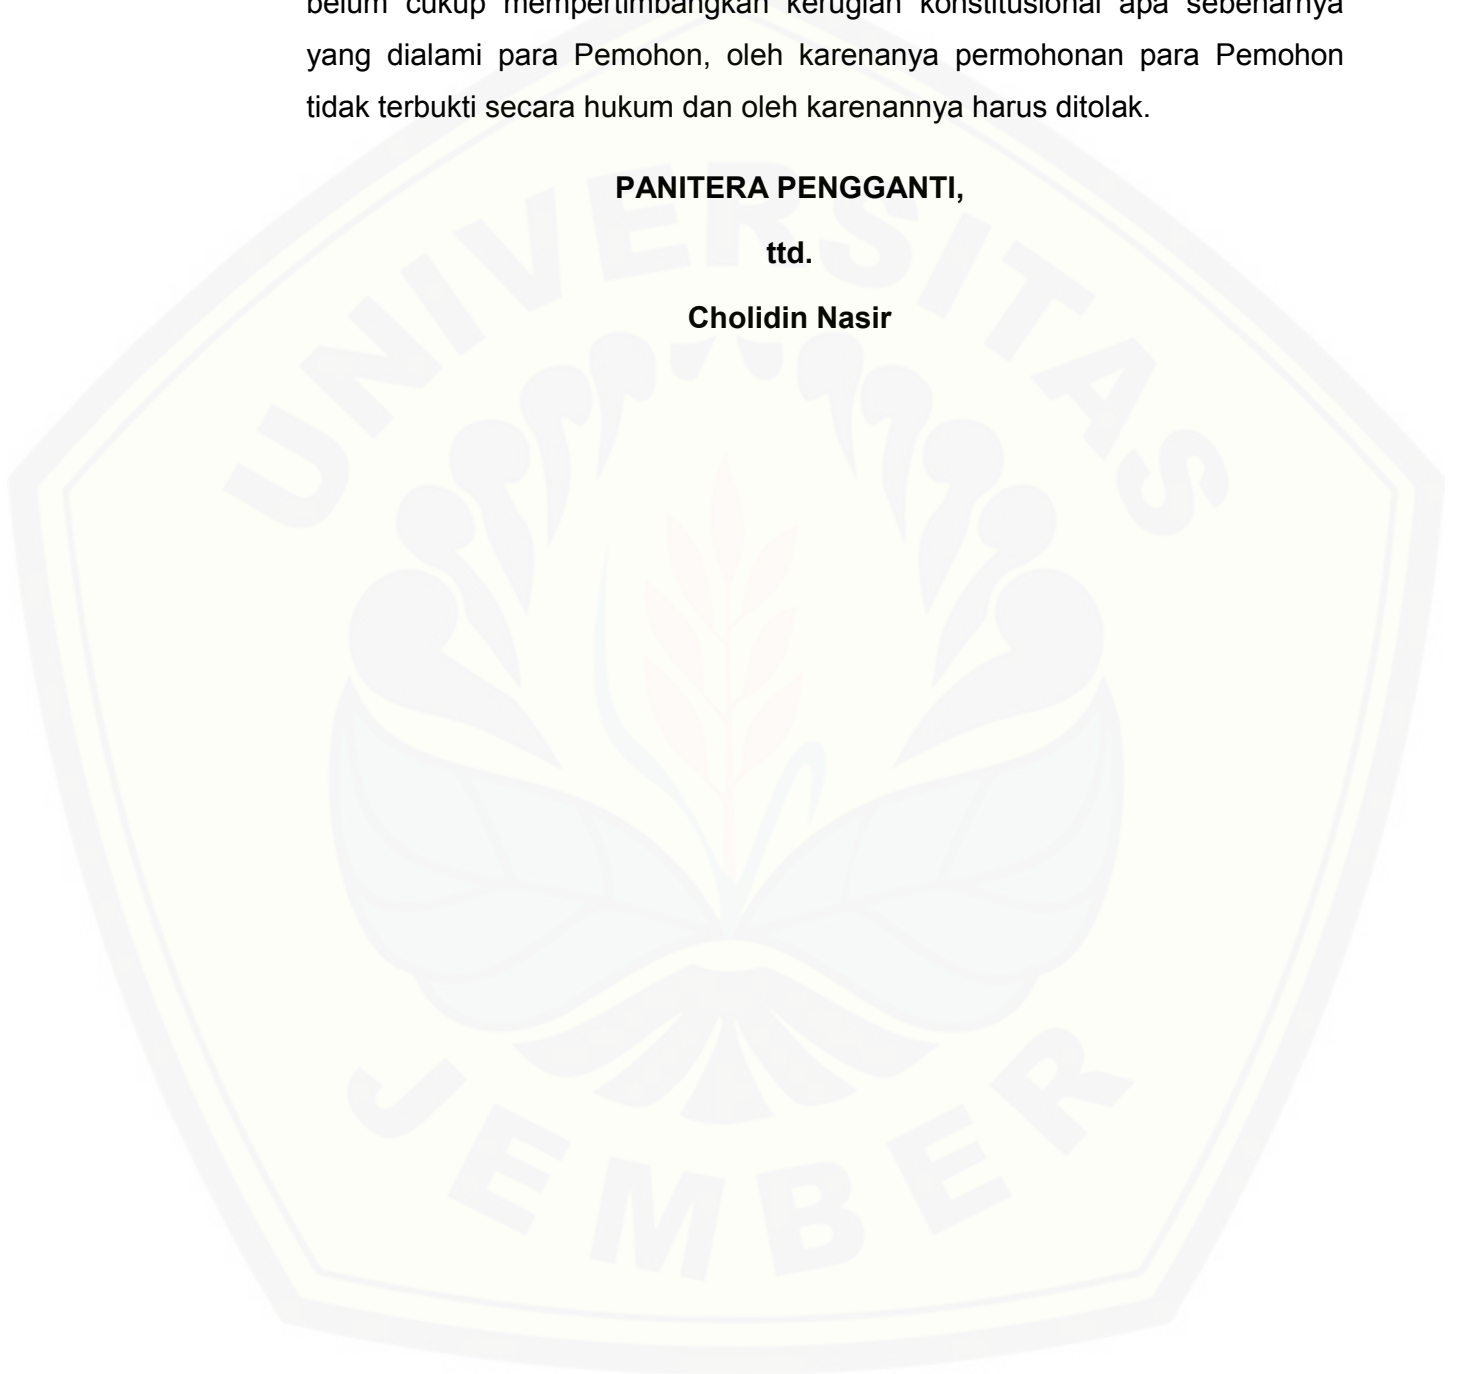 belum cukup mempertimbangkan kerugian konstitusional apa sebenarnya
yang dialami para Pemohon, oleh karenanya permohonan para Pemohon
tidak terbukti secara hukum dan oleh karenannya harus ditolak.
PANITERA PENGGANTI,
ttd.
Cholidin Nasir
UNIVERSITAS
JEMBER